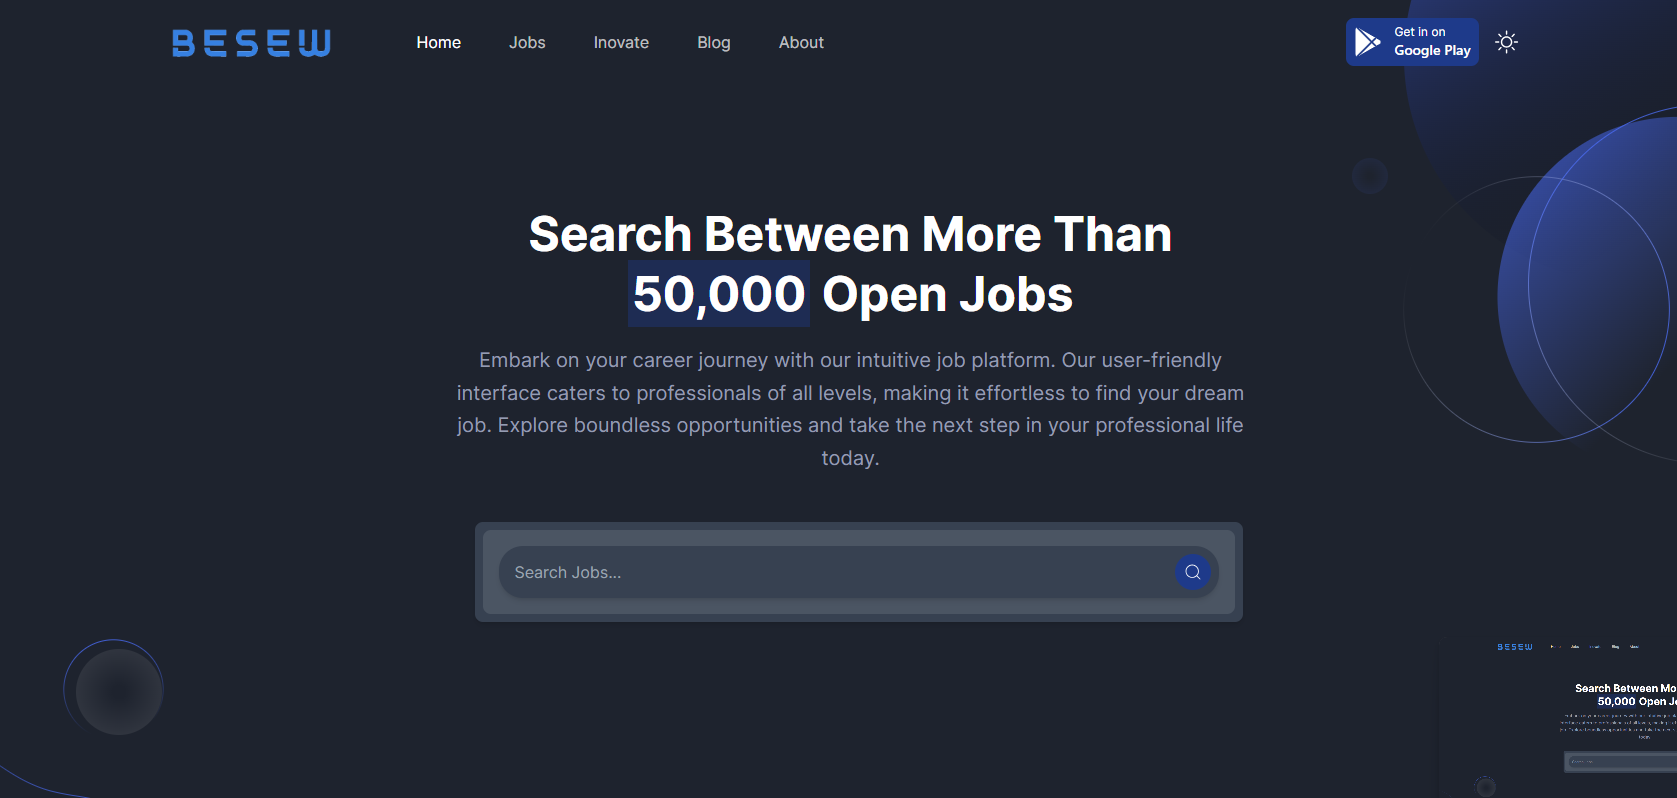 BESEW
Home Jobs Inovate Blog About
Get in on
Google Play
Search Between More Than
50,000 Open Jobs
Embark on your career journey with our intuitive job platform. Our user-friendly
interface caters to professionals of all levels, making it effortless to find your dream
job. Explore boundless opportunities and take the next step in your professional life
today.
Search Jobs...
BESEW
Blog
Search Between Mo
50,000 Open J
today